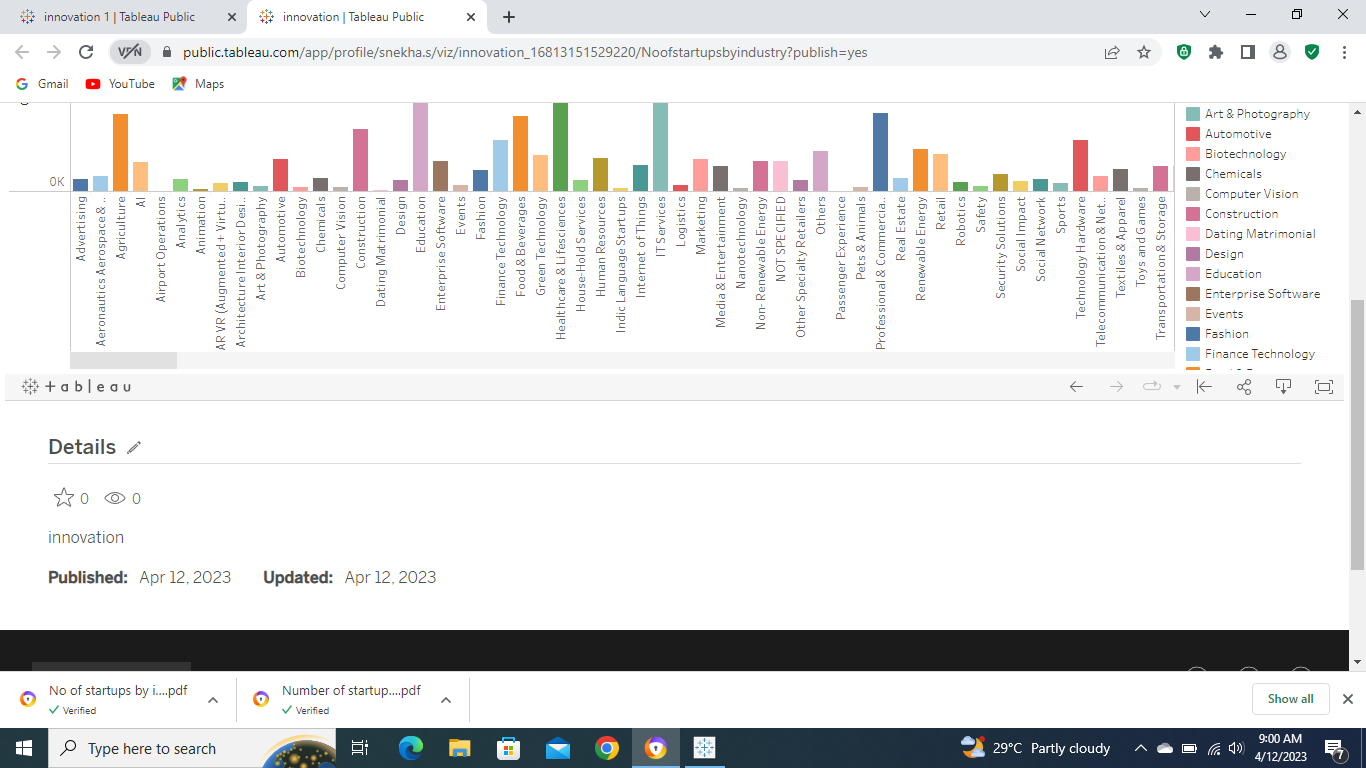 innovation 1 | Tableau Public
innovation | Tableau Public
VPN
public.tableau.com/app/profile/snekha.s/viz/innovation_16813151529220/Noofstartupsbyindustry?publish=yes
Gmail
YouTube
Maps
0K
Advertising
Aeronautics Aerospace & ..
Agriculture
AI
Airport Operations
Analytics
Animation
AR VR (Augmented + Virtu..
Architecture Interior Desi..
Art & Photography
Automotive
Biotechnology
Chemicals
Computer Vision
Construction
Dating Matrimonial
Design
Education
Enterprise Software
Events
Fashion
Finance Technology
Food & Beverages
Green Technology
Healthcare & Lifesciences
House-Hold Services
Human Resources
Indic Language Startups
Internet of Things
IT Services
Logistics
Marketing
Media & Entertainment
Nanotechnology
Non- Renewable Energy
NOT SPECIFIED
Other Specialty Retailers
Others
Passenger Experience
Pets & Animals
Professional & Commercia..
Real Estate
Renewable Energy
Retail
Robotics
Safety
Security Solutions
Social Impact
Social Network
Sports
Technology Hardware
Telecommunication & Net..
Textiles & Apparel
Toys and Games
Transportation & Storage
Art & Photography
Automotive
Biotechnology
Chemicals
Computer Vision
Construction
Dating Matrimonial
Design
Education
Enterprise Software
Events
Fashion
Finance Technology
+ a b | e a u
Details
0 0
innovation
Published: Apr 12, 2023 Updated: Apr 12, 2023
No of startups by i....pdf
Verified
Number of startup....pdf
Verified
Show all
Type here to search
29°C Partly cloudy
9:00 AM
4/12/2023
7